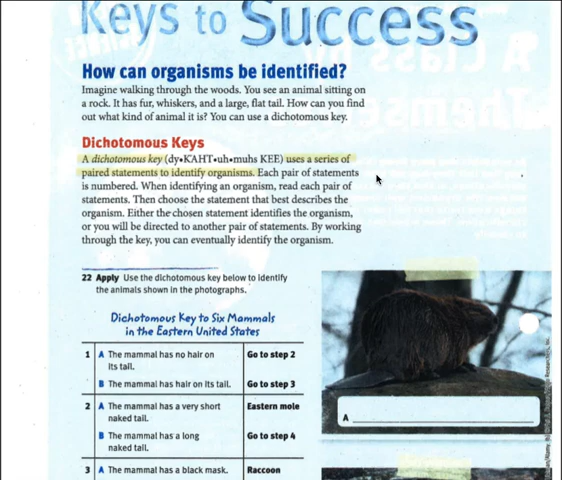 Keys to Success
How can organisms be identified?
Imagine walking through the woods. You see an animal sitting on
a rock. It has fur, whiskers, and a large, flat tail. How can you find
out what kind of animal it is? You can use a dichotomous key.
Dichotomous Keys
A dichotomous key (dy•KAHT•uh•muhs KEE) uses a series of
paired statements to identify organisms. Each pair of statements
is numbered. When identifying an organism, read each pair of
statements. Then choose the statement that best describes the
organism. Either the chosen statement identifies the organism,
or you will be directed to another pair of statements. By working
through the key, you can eventually identify the organism.
22 Apply Use the dichotomous key below to identify
the animals shown in the photographs.
Dichotomous Key to Six Mammals
in the Eastern United States
1 A The mammal has no hair on
its tail.
Go to step 2
B The mammal has hair on its tail. Go to step 3
2 A The mammal has a very short
naked tail.
Eastern mole
B The mammal has a long
naked tail.
Go to step 4
3 A The mammal has a black mask. Raccoon
A